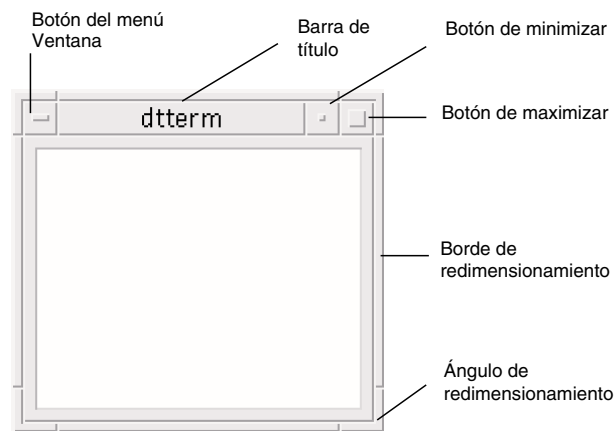 Botón del menú
Ventana
Barra de
título
Botón de minimizar
Botón de maximizar
dtterm
Borde de
redimensionamiento
Ángulo de
redimensionamiento